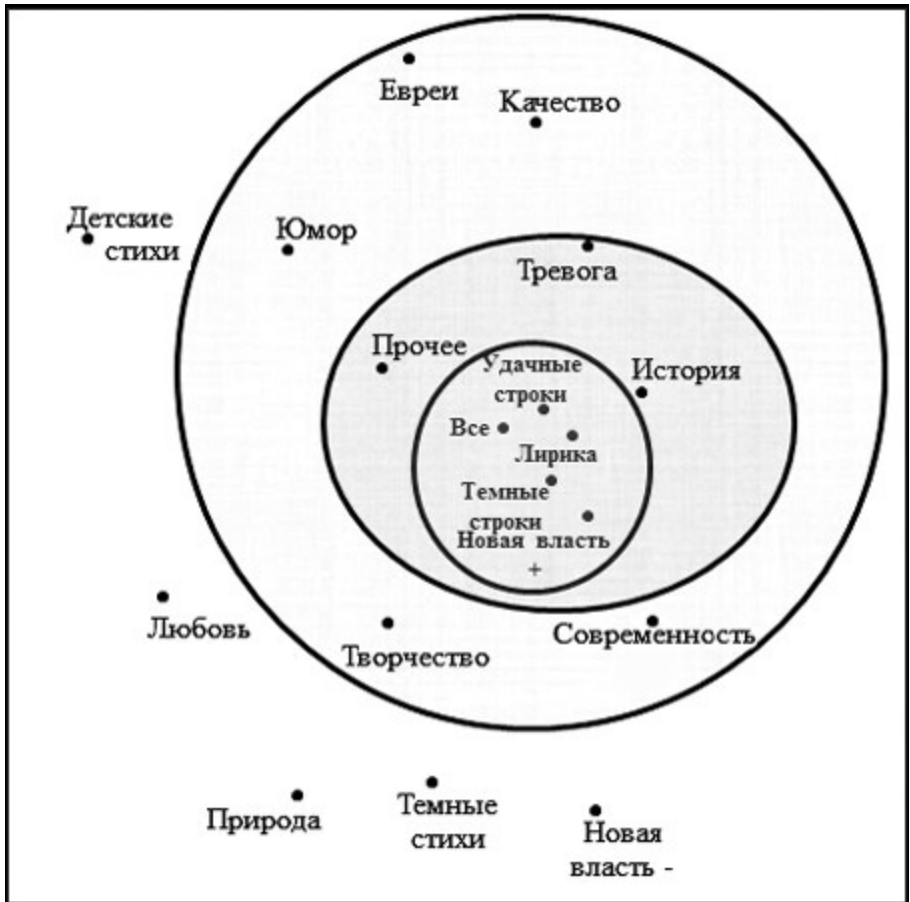 Евреи
Качество
Детские
стихи
Юмор
Тревога
Прочее
Удачные
строки
История
Все
Лирика
Темные
строки
Новая власть
+
Любовь
Творчество
Современность
Природа
Темные
стихи
Новая
власть -